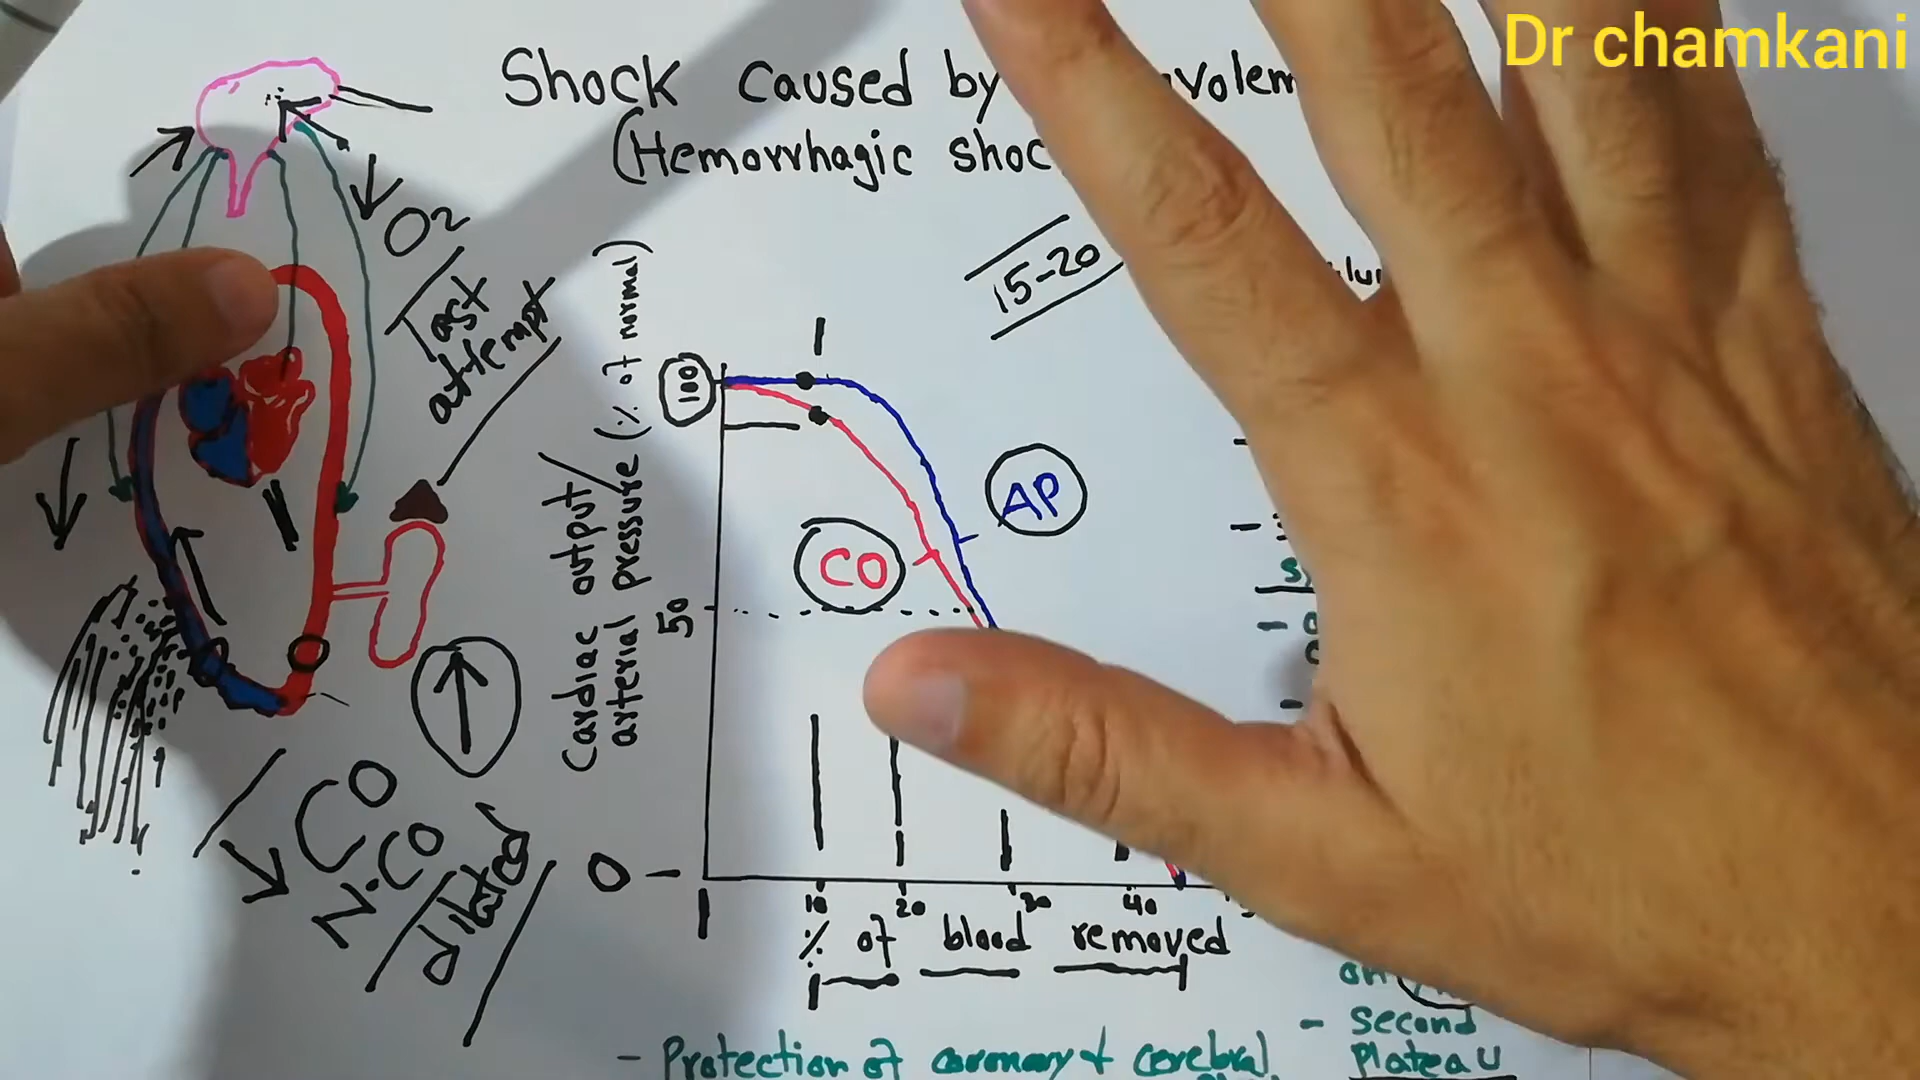 Dr chamkani
Shock caused by
(Hemorrhagic shoc
O2
Last
attempt
15-20
Cardiac output/
arterial pressure (% of normal)
100
50
0
AP
CO
CO
CO
dilated
10 20 30 40
% of blood removed
- Protection of coronary & cerebral
- second
plateau